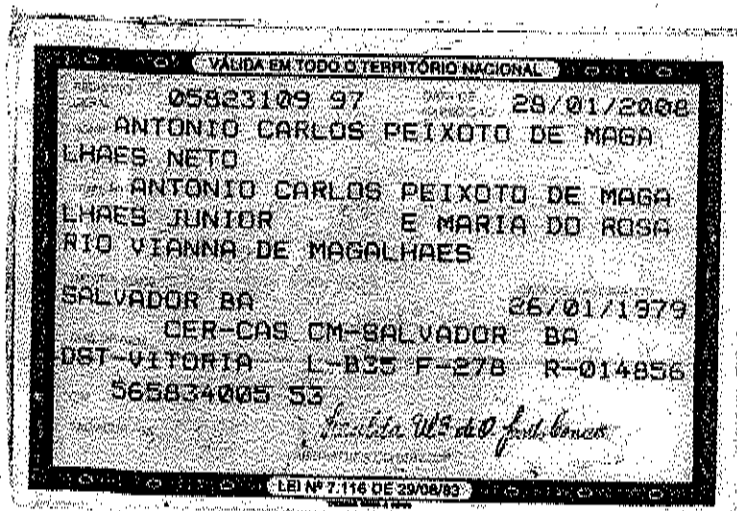 VÁLIDA EM TODO O TERRITÓRIO NACIONAL
05823109 97 28/01/2008
ANTONIO CARLOS PEIXOTO DE MAGA
LHAES NETO
ANTONIO CARLOS PEIXOTO DE MAGA
LHAES JUNIOR E MARIA DO ROSA
RIO VIANNA DE MAGALHAES
SALVADOR BA 26/01/1979
CER-CAS CM-SALVADOR BA
DST-VITORIA L-B35 F-278 R-014856
565834005 53
LEI Nº 7.116 DE 29/08/83